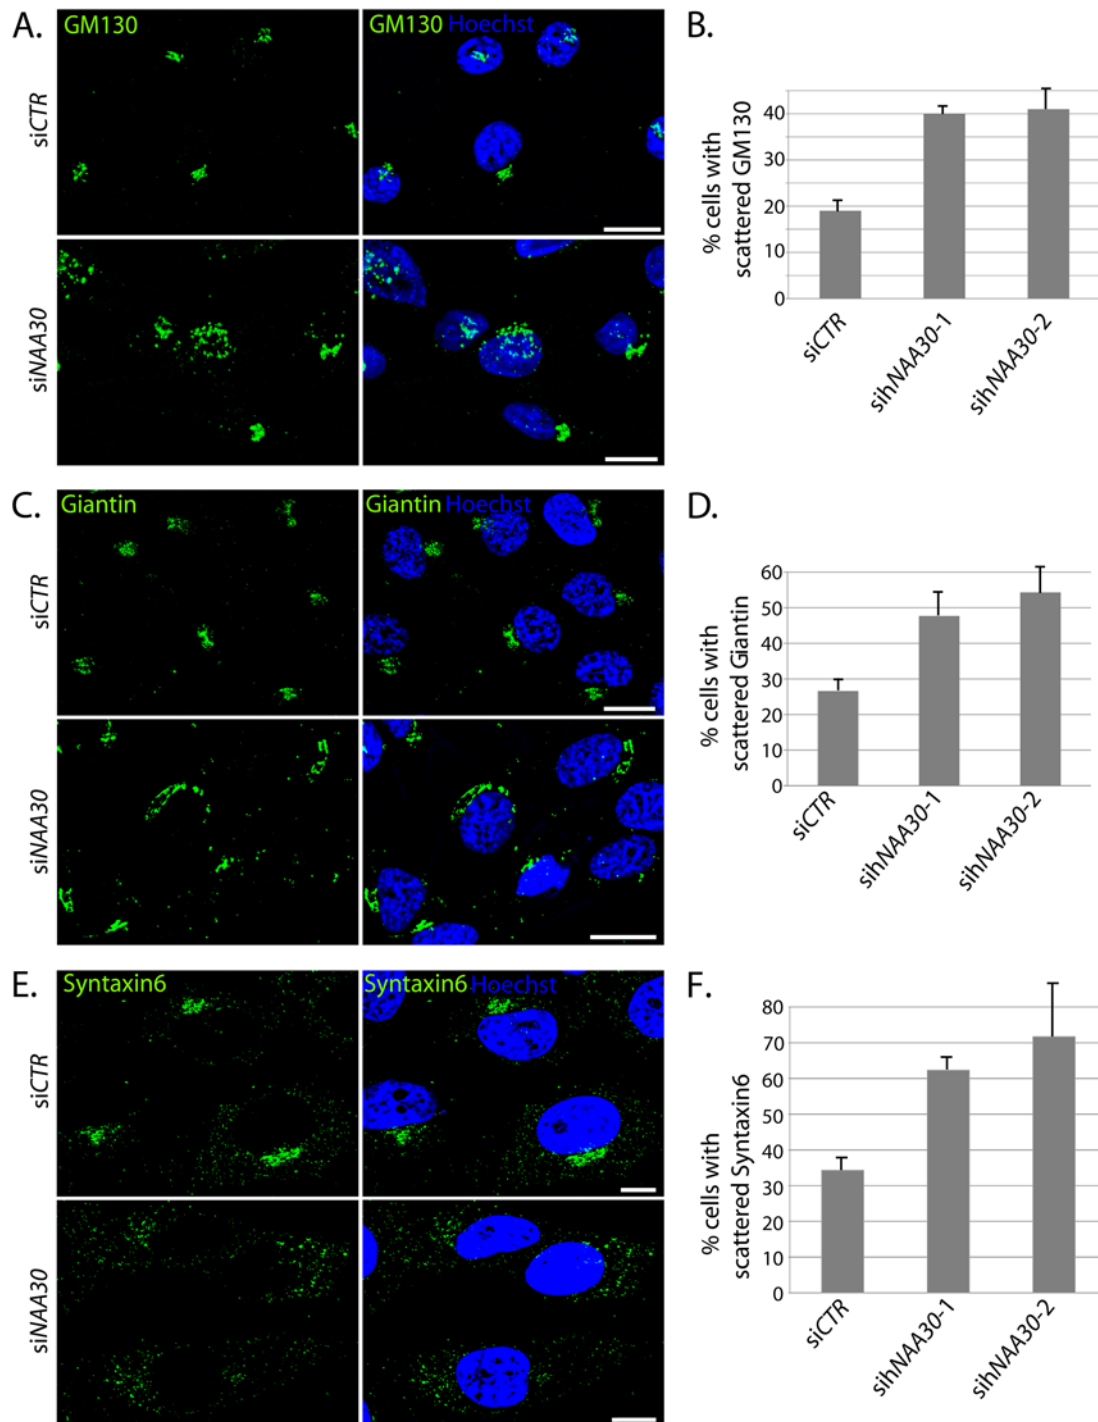 A.
GM130
GM130 Hoechst
siCTR
siNAA30
B.
% cells with
scattered GM130
40
30
20
10
0
siCTR
sihNAA30-1
sihNAA30-2
C.
Giantin
Giantin Hoechst
siCTR
siNAA30
D.
% cells with
scattered Giantin
60
50
40
30
20
10
0
siCTR
sihNAA30-1
sihNAA30-2
E.
Syntaxin6
Syntaxin6 Hoechst
siCTR
siNAA30
F.
% cells with
scattered Syntaxin6
80
70
60
50
40
30
20
10
0
siCTR
sihNAA30-1
sihNAA30-2